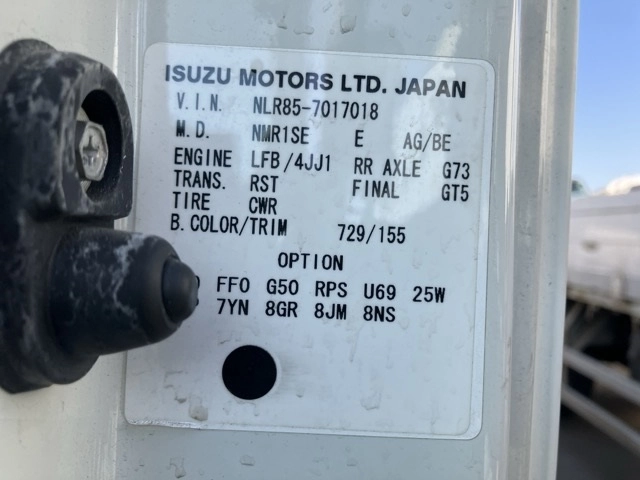 ISUZU MOTORS LTD. JAPAN
V.I.N. NLR85-7017018
M.D. NMR1SE E AG/BE
ENGINE LFB/4JJ1 RR AXLE G73
TRANS. RST FINAL GT5
TIRE CWR
B.COLOR/TRIM 729/155
OPTION
FFO G50 RPS U69 25W
7YN 8GR 8JM 8NS